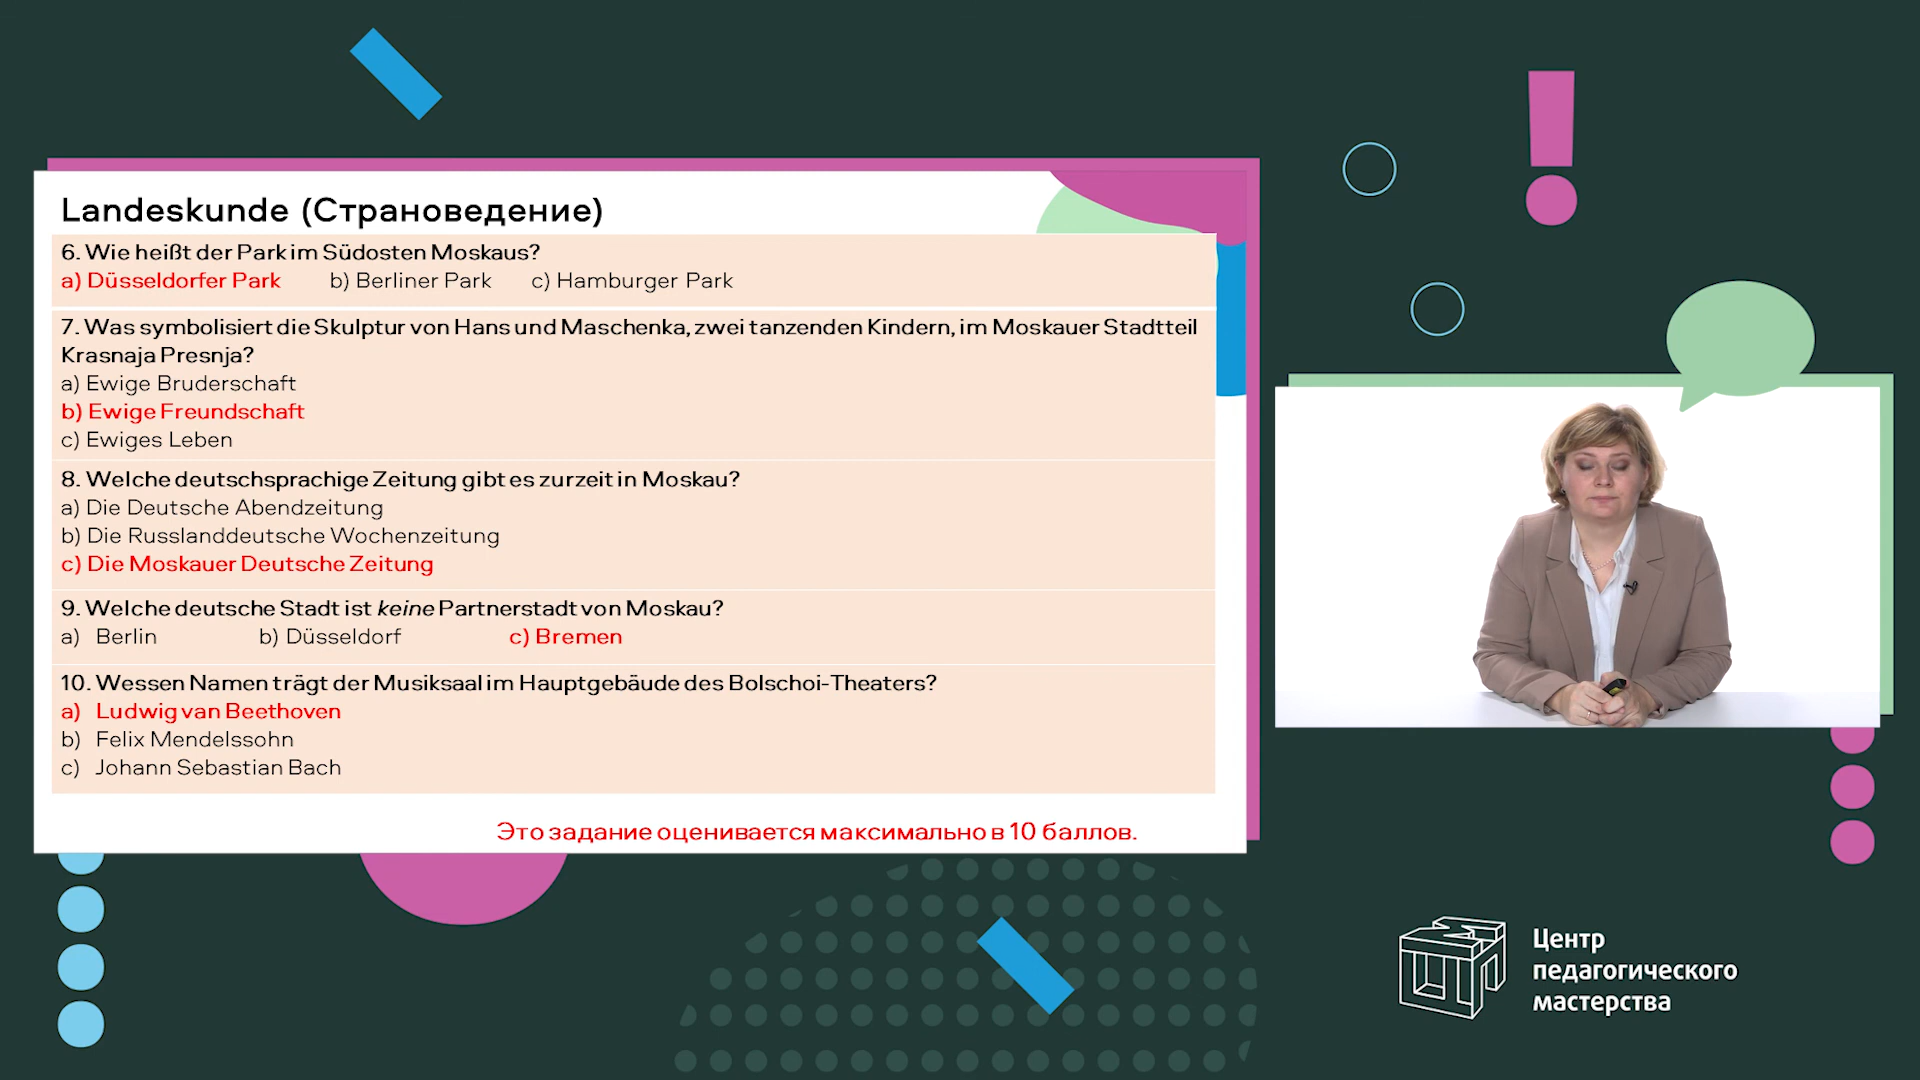 Landeskunde (Страноведение)
6. Wie heißt der Park im Südosten Moskaus?
a) Düsseldorfer Park b) Berliner Park c) Hamburger Park
7. Was symbolisiert die Skulptur von Hans und Maschenka, zwei tanzenden Kindern, im Moskauer Stadtteil
Krasnaja Presnja?
a) Ewige Bruderschaft
b) Ewige Freundschaft
c) Ewiges Leben
8. Welche deutschsprachige Zeitung gibt es zurzeit in Moskau?
a) Die Deutsche Abendzeitung
b) Die Russlanddeutsche Wochenzeitung
c) Die Moskauer Deutsche Zeitung
9. Welche deutsche Stadt ist keine Partnerstadt von Moskau?
a) Berlin b) Düsseldorf c) Bremen
10. Wessen Namen trägt der Musiksaal im Hauptgebäude des Bolschoi-Theaters?
a) Ludwig van Beethoven
b) Felix Mendelssohn
c) Johann Sebastian Bach
Это задание оценивается максимально в 10 баллов.
Центр
педагогического
мастерства